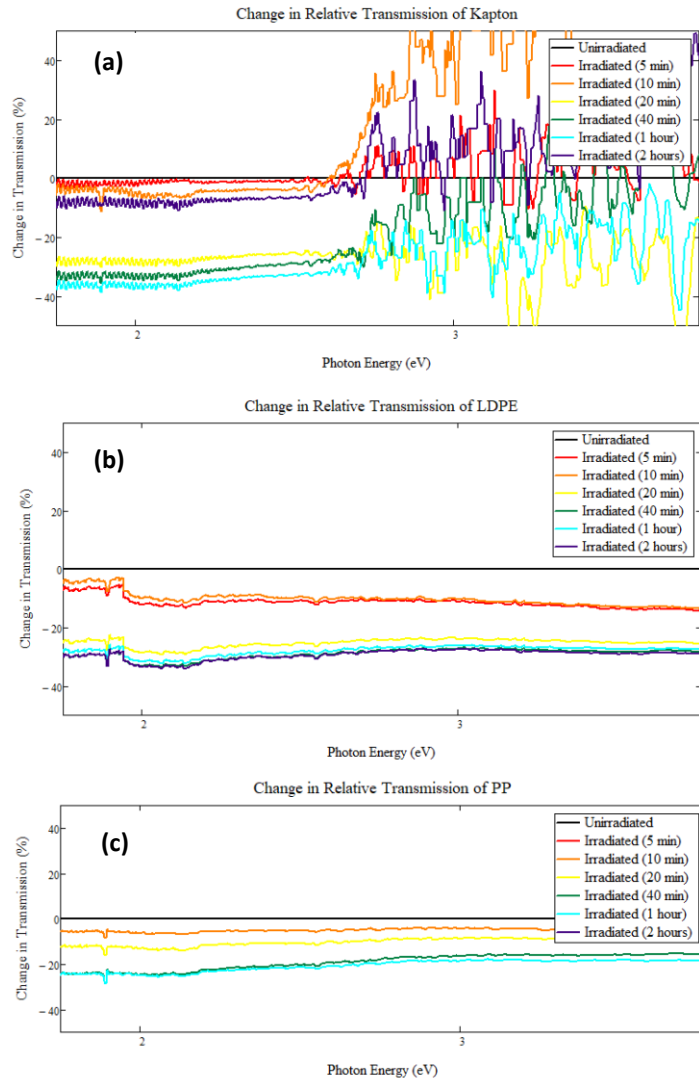 Change in Relative Transmission of Kapton
(a)
Change in Transmission (%)
40
20
0
− 20
− 40
Unirradiated
Irradiated (5 min)
Irradiated (10 min)
Irradiated (20 min)
Irradiated (40 min)
Irradiated (1 hour)
Irradiated (2 hours)
2
3
Photon Energy (eV)
Change in Relative Transmission of LDPE
(b)
Change in Transmission (%)
40
20
0
− 20
− 40
Unirradiated
Irradiated (5 min)
Irradiated (10 min)
Irradiated (20 min)
Irradiated (40 min)
Irradiated (1 hour)
Irradiated (2 hours)
2
3
Photon Energy (eV)
Change in Relative Transmission of PP
(c)
Change in Transmission (%)
40
20
0
− 20
− 40
Unirradiated
Irradiated (5 min)
Irradiated (10 min)
Irradiated (20 min)
Irradiated (40 min)
Irradiated (1 hour)
Irradiated (2 hours)
2
3
Photon Energy (eV)